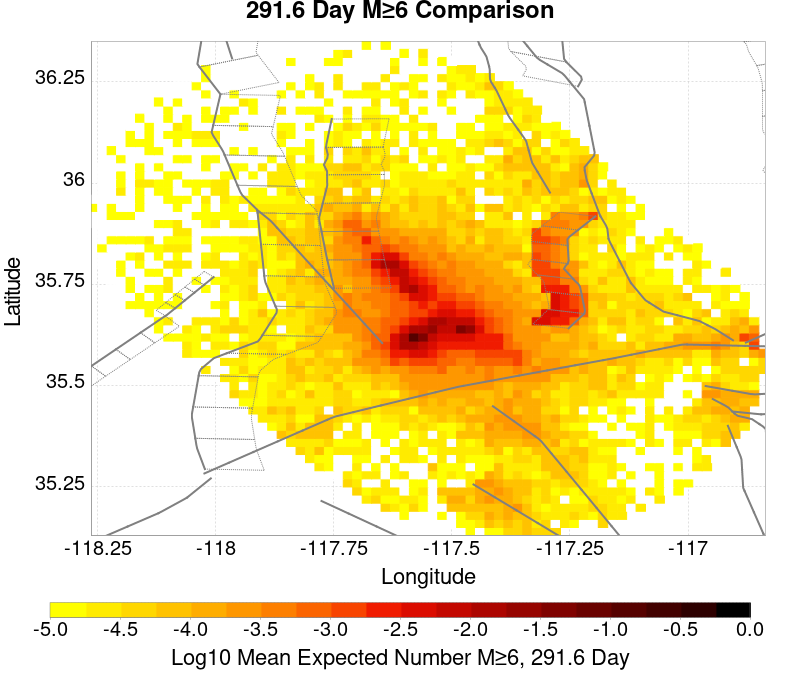 291.6 Day M≥6 Comparison
36.25
36
35.75
35.5
35.25
Latitude
-118.25 -118 -117.75 -117.5 -117.25 -117
Longitude
-5.0 -4.5 -4.0 -3.5 -3.0 -2.5 -2.0 -1.5 -1.0 -0.5 0.0
Log10 Mean Expected Number M≥6, 291.6 Day